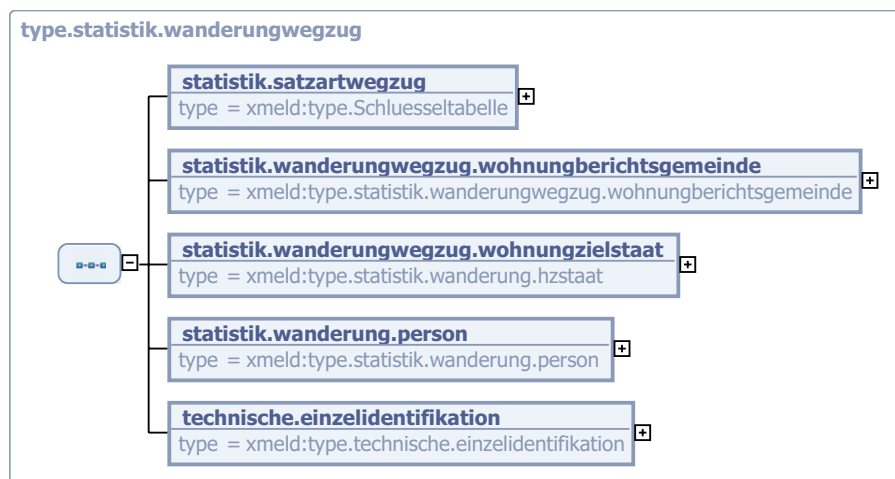 type.statistik.wanderungwegzug
statistik.satzartwegzug
type = xmeld:type.Schluesseltabelle
statistik.wanderungwegzug.wohnungberichtsgemeinde
type = xmeld:type.statistik.wanderungwegzug.wohnungberichtsgemeinde
statistik.wanderungwegzug.wohnungzielstaat
type = xmeld:type.statistik.wanderung.hzstaat
statistik.wanderung.person
type = xmeld:type.statistik.wanderung.person
technische.einzelidentifikation
type = xmeld:type.technische.einzelidentifikation